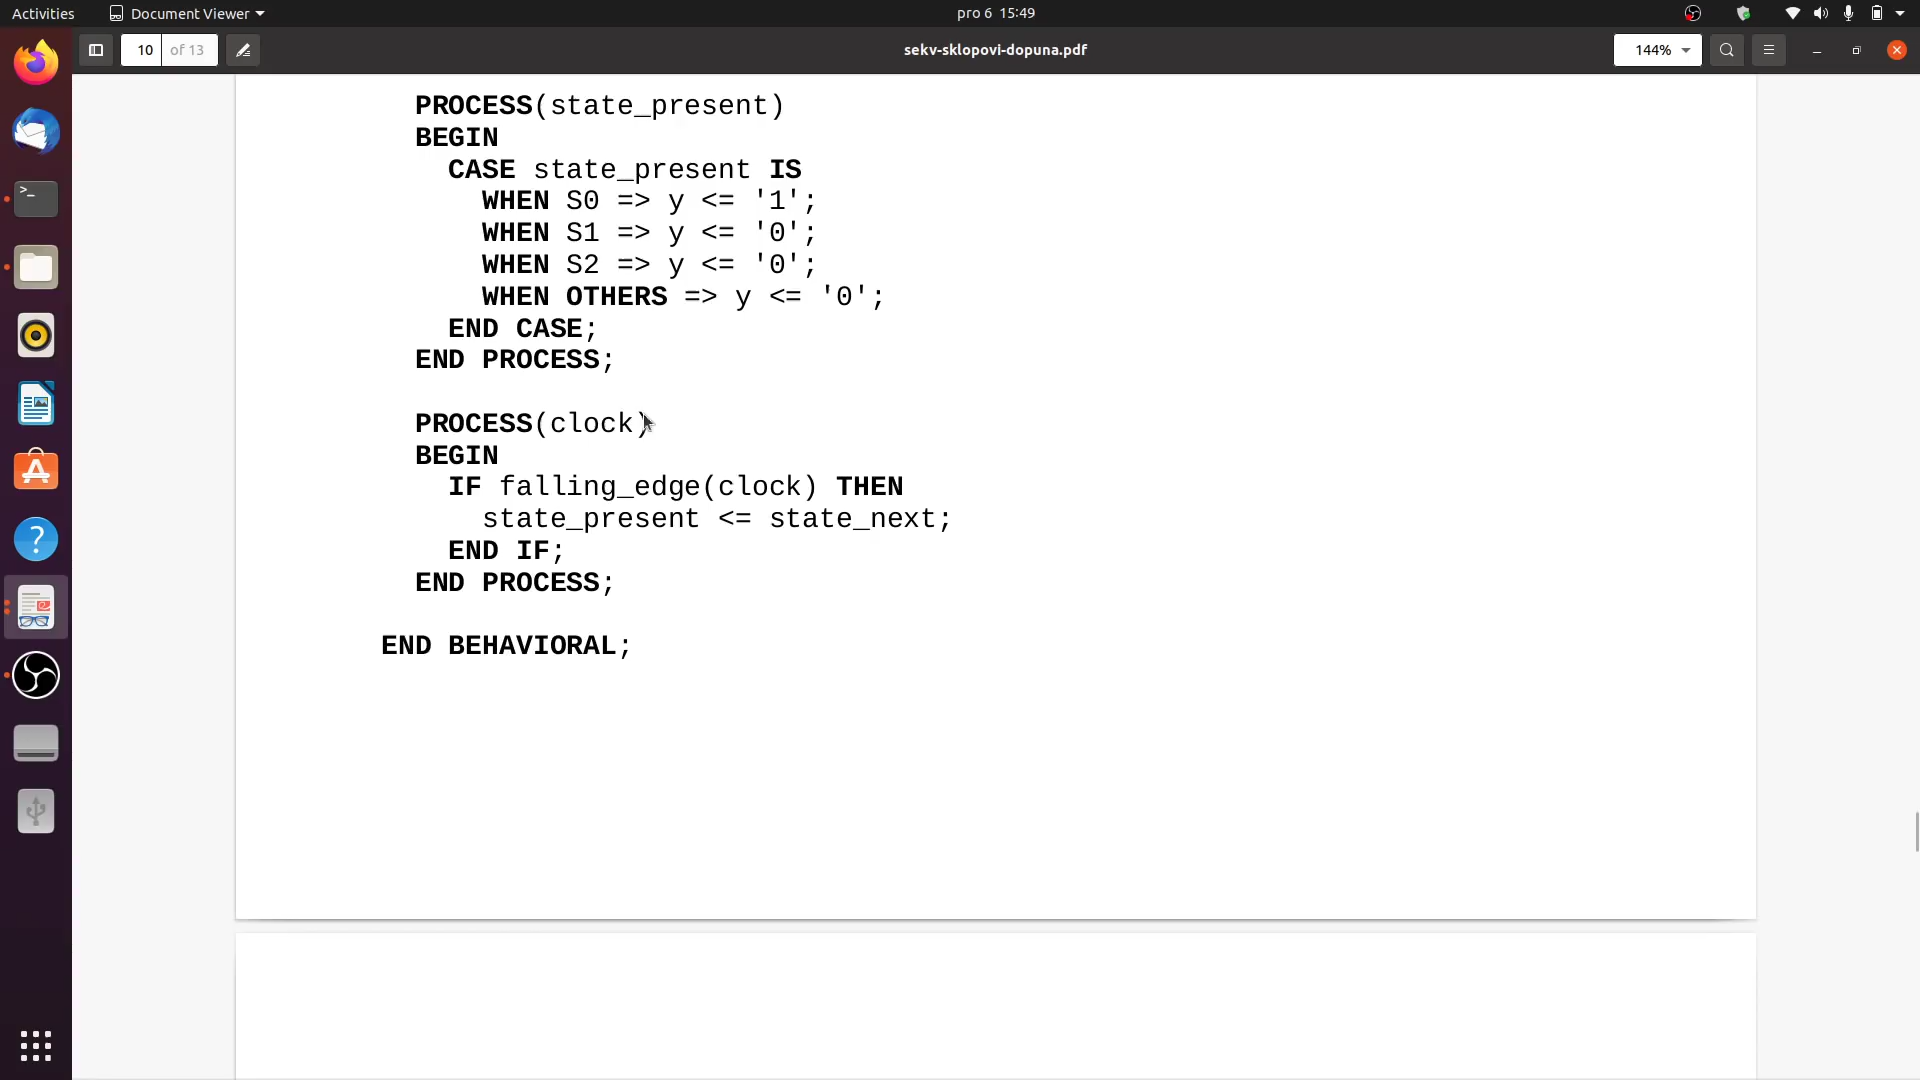 Activities
Document Viewer
pro 6 15:49
10
of 13
sekv-sklopovi-dopuna.pdf
144%
PROCESS(state_present)
BEGIN
CASE state_present IS
WHEN S0 => y <= '1';
WHEN S1 => y <= '0';
WHEN S2 => y <= '0';
WHEN OTHERS => y <= '0';
END CASE;
END PROCESS;
PROCESS(clock)
BEGIN
IF falling_edge(clock) THEN
state_present <= state_next;
END IF;
END PROCESS;
END BEHAVIORAL;